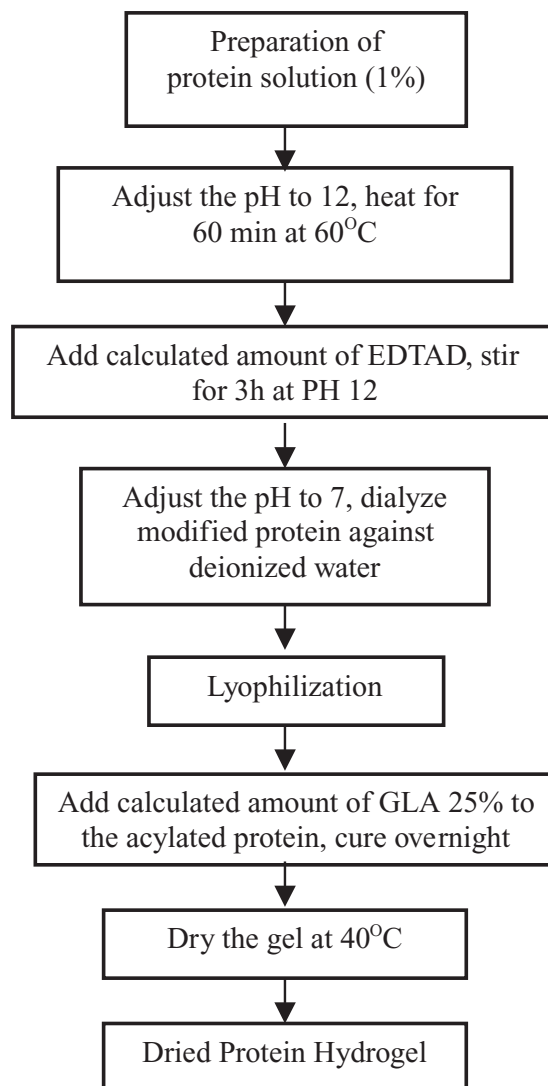 Preparation of
protein solution (1%)
Adjust the pH to 12, heat for
60 min at 60⁰C
Add calculated amount of EDTAD, stir
for 3h at PH 12
Adjust the pH to 7, dialyze
modified protein against
deionized water
Lyophilization
Add calculated amount of GLA 25% to
the acylated protein, cure overnight
Dry the gel at 40⁰C
Dried Protein Hydrogel